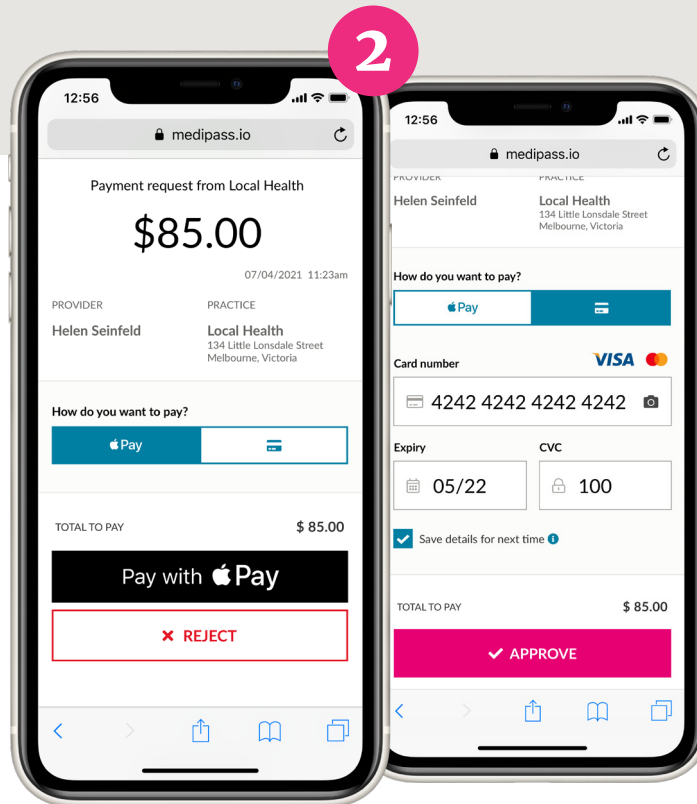 2
12:56
medipass.io
Payment request from Local Health
$85.00
07/04/2021 11:23am
PROVIDER PRACTICE
Helen Seinfeld Local Health
134 Little Lonsdale Street
Melbourne, Victoria
How do you want to pay?
Pay
TOTAL TO PAY $ 85.00
Pay with Pay
REJECT
12:56
medipass.io
PROVIDER PRACTICE
Helen Seinfeld Local Health
134 Little Lonsdale Street
Melbourne, Victoria
How do you want to pay?
Pay
Card number VISA
4242 4242 4242 4242
Expiry CVC
05/22 100
Save details for next time
TOTAL TO PAY $ 85.00
APPROVE